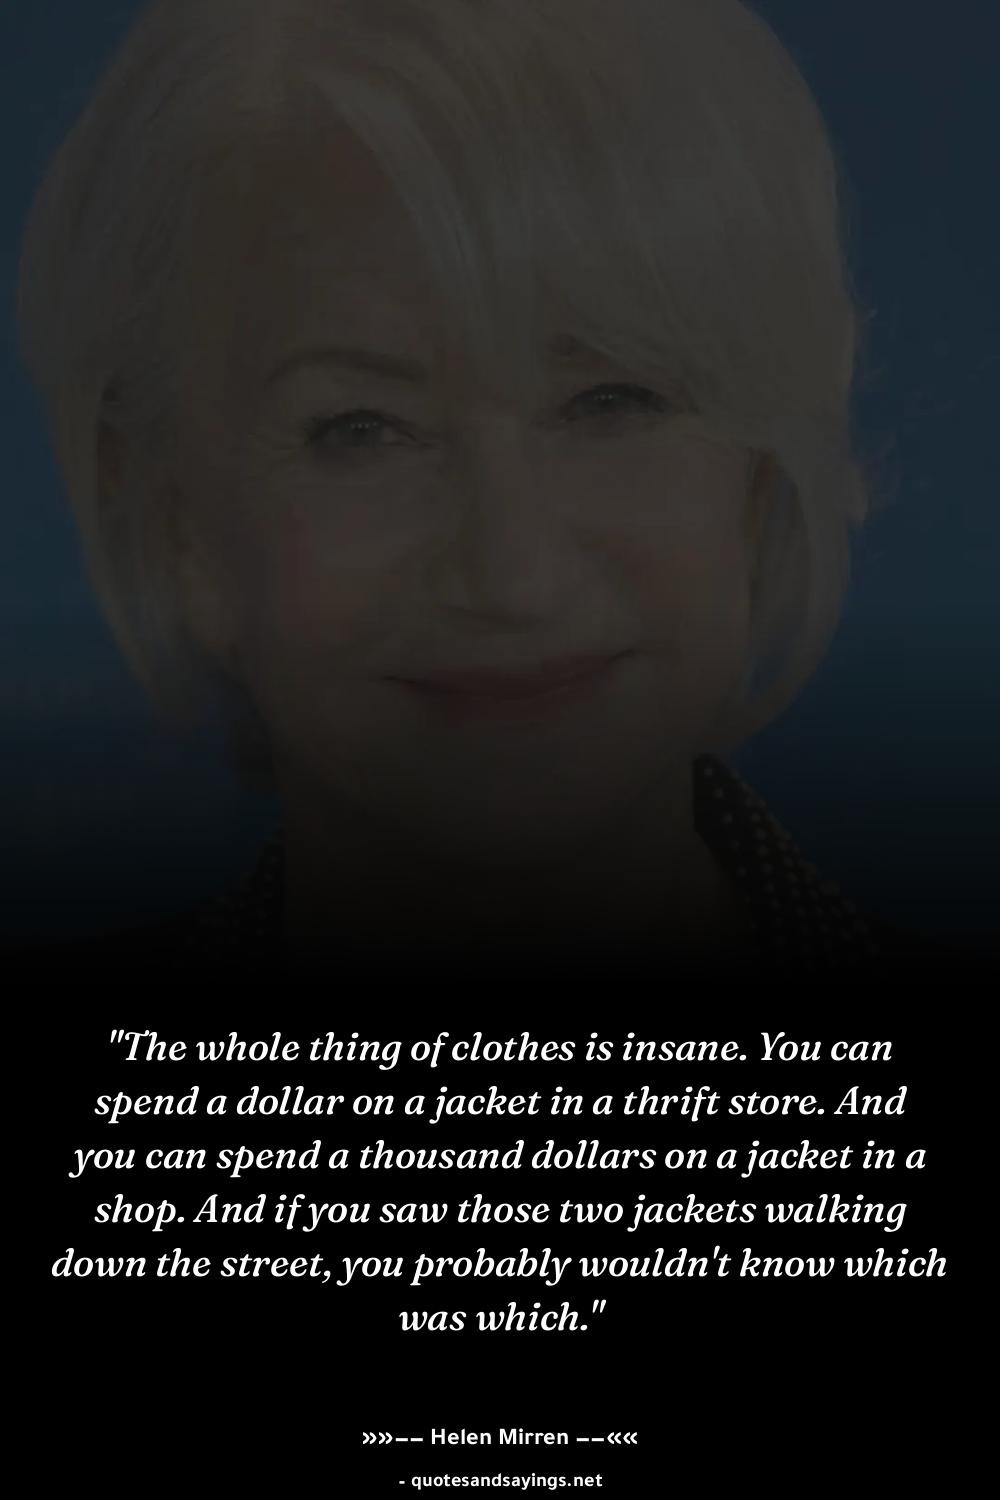 "The whole thing of clothes is insane. You can
spend a dollar on a jacket in a thrift store. And
you can spend a thousand dollars on a jacket in a
shop. And if you saw those two jackets walking
down the street, you probably wouldn't know which
was which."
»»–– Helen Mirren ––««
- quotesandsayings.net